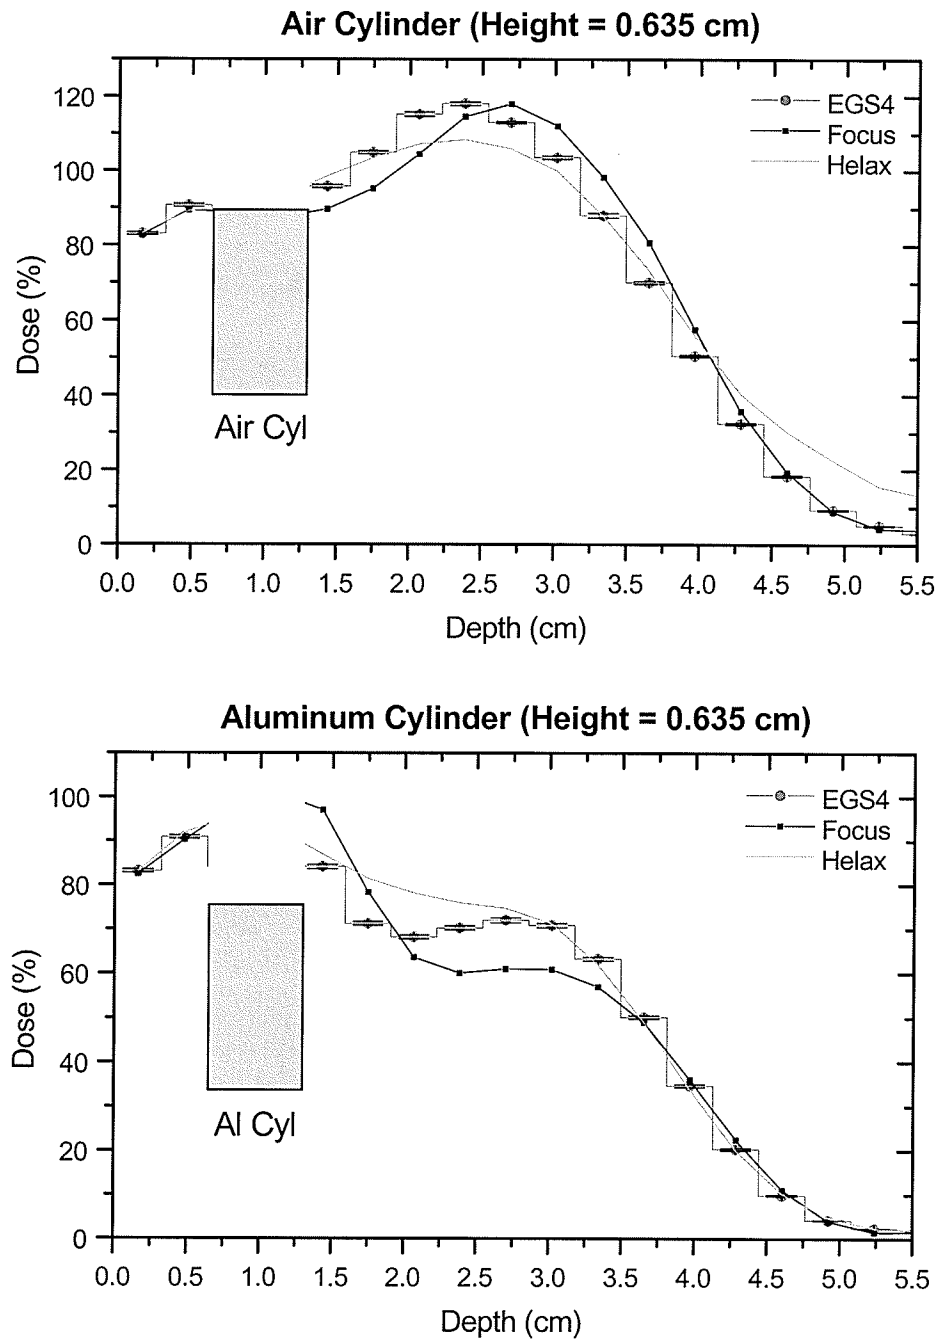 Air Cylinder (Height = 0.635 cm)
120
100
80
60
40
20
0
Dose (%)
EGS4
Focus
Helax
Air Cyl
0.0 0.5 1.0 1.5 2.0 2.5 3.0 3.5 4.0 4.5 5.0 5.5
Depth (cm)
Aluminum Cylinder (Height = 0.635 cm)
100
80
60
40
20
0
Dose (%)
EGS4
Focus
Helax
Al Cyl
0.0 0.5 1.0 1.5 2.0 2.5 3.0 3.5 4.0 4.5 5.0 5.5
Depth (cm)